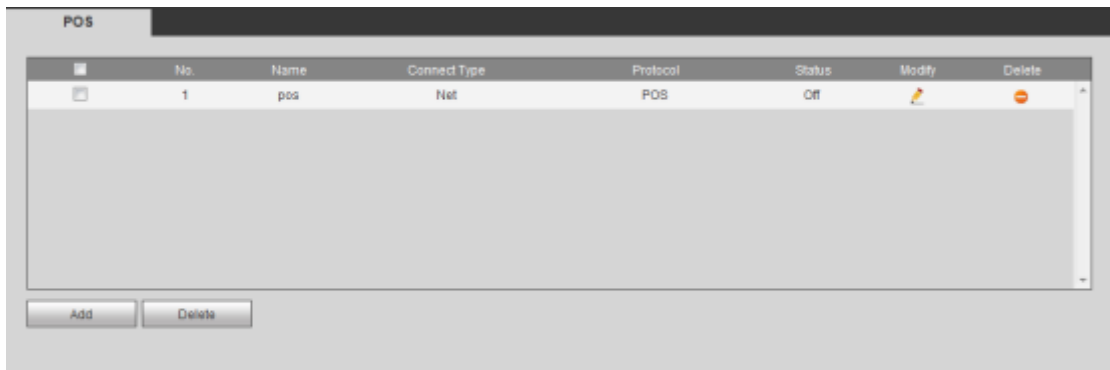 POS
No. Name Connect Type Protocol Status Modify Delete
1 pos Net POS Off
Add Delete